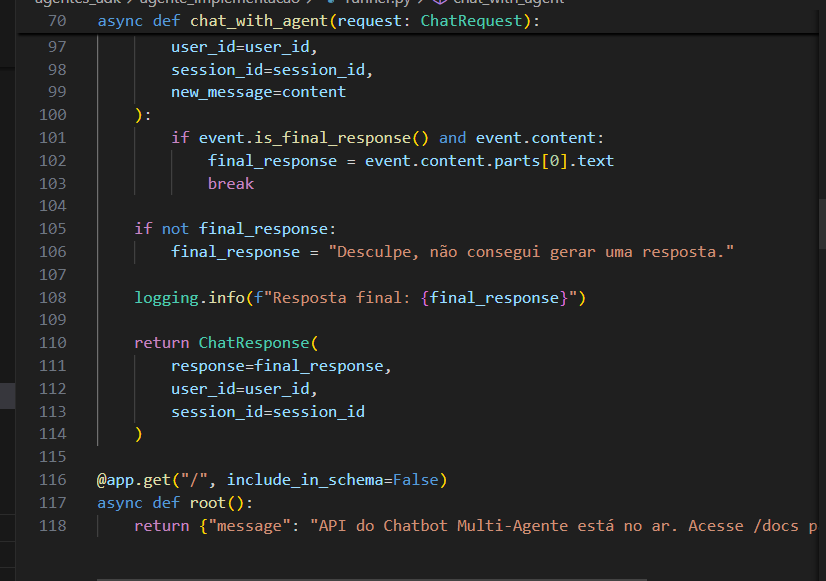 agentes_adk > agente_implementacao > runner.py > chat_with_agent
70 async def chat_with_agent(request: ChatRequest):
97 user_id=user_id,
98 session_id=session_id,
99 new_message=content
100 ):
101 if event.is_final_response() and event.content:
102 final_response = event.content.parts[0].text
103 break
104
105 if not final_response:
106 final_response = "Desculpe, não consegui gerar uma resposta."
107
108 logging.info(f"Resposta final: {final_response}")
109
110 return ChatResponse(
111 response=final_response,
112 user_id=user_id,
113 session_id=session_id
114 )
115
116 @app.get("/", include_in_schema=False)
117 async def root():
118 return {"message": "API do Chatbot Multi-Agente está no ar. Acesse /docs p